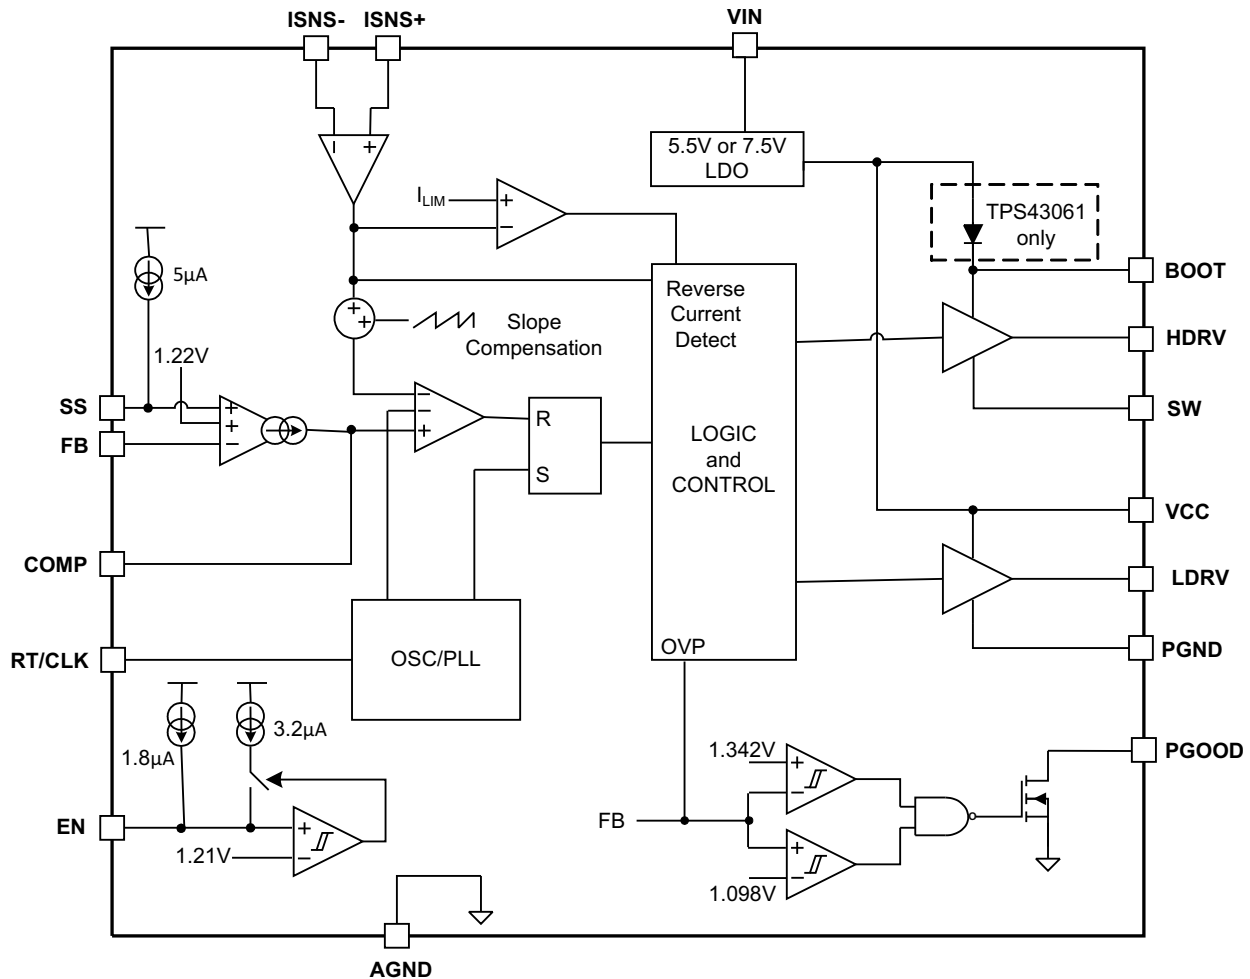 ISNS-
ISNS+
VIN
5.5V or 7.5V
LDO
TPS43061
only
I_LIM
+
−
−
+
5µA
BOOT
Reverse
Current
Detect
+
+
Slope
Compensation
HDRV
1.22V
SS
+
+
−
FB
−
−
+
R
S
SW
LOGIC
and
CONTROL
VCC
COMP
LDRV
OVP
PGND
RT/CLK
OSC/PLL
1.8µA
3.2µA
PGOOD
1.342V
+
−
EN
+
−
1.21V
FB
+
−
1.098V
AGND